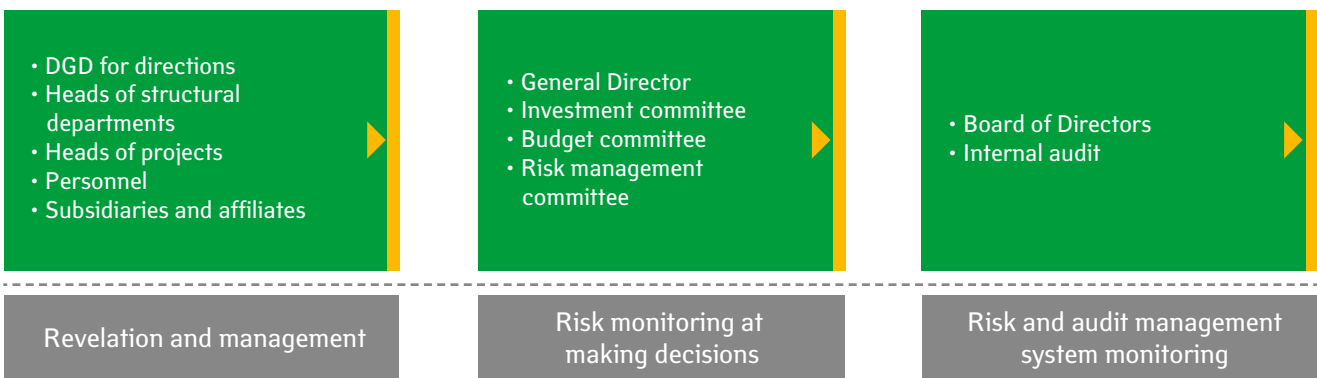 • DGD for directions
• Heads of structural
departments
• Heads of projects
• Personnel
• Subsidiaries and affiliates
• General Director
• Investment committee
• Budget committee
• Risk management
committee
• Board of Directors
• Internal audit
Revelation and management
Risk monitoring at
making decisions
Risk and audit management
system monitoring